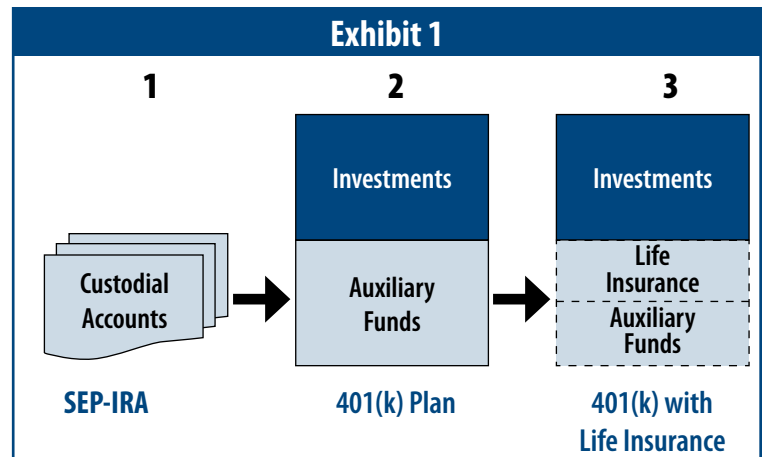 Exhibit 1
1
2
3
Custodial
Accounts
SEP-IRA
Investments
Auxiliary
Funds
401(k) Plan
Investments
Life
Insurance
Auxiliary
Funds
401(k) with
Life Insurance